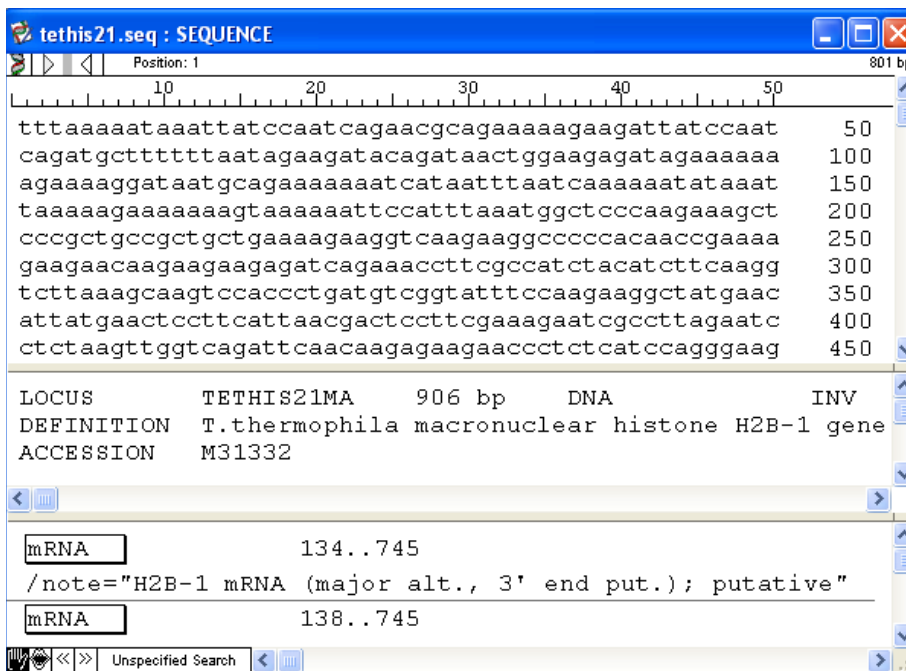 tethis21.seq : SEQUENCE
Position: 1 801 bp
10 20 30 40 50
tttaaaaataaattatccaatcagaacgcagaaaaagaagattatccaat 50
cagatgcttttttaatagaagatacagataactggaagagatagaaaaaa 100
agaaaaggataatgcagaaaaaaatcataatttaatcaaaaaatataaat 150
taaaaagaaaaaaagtaaaaaattccatttaaatggctcccaagaaagct 200
cccgctgccgctgctgaaaagaaggtcaagaaggcccccacaaccgaaaa 250
gaagaacaagaagaagagatcagaaaccttcgccatctacatcttcaagg 300
tcttaaagcaagtccaccctgatgtcggtatttccaagaaggctatgaac 350
attatgaactccttcattaacgactccttcgaaagaatcgccttagaatc 400
ctctaagttggtcagattcaacaagagaagaaccctctcatccagggaag 450
LOCUS TETHIS21MA 906 bp DNA INV
DEFINITION T.thermophila macronuclear histone H2B-1 gene
ACCESSION M31332
mRNA 134..745
/note="H2B-1 mRNA (major alt., 3' end put.); putative"
mRNA 138..745
Unspecified Search